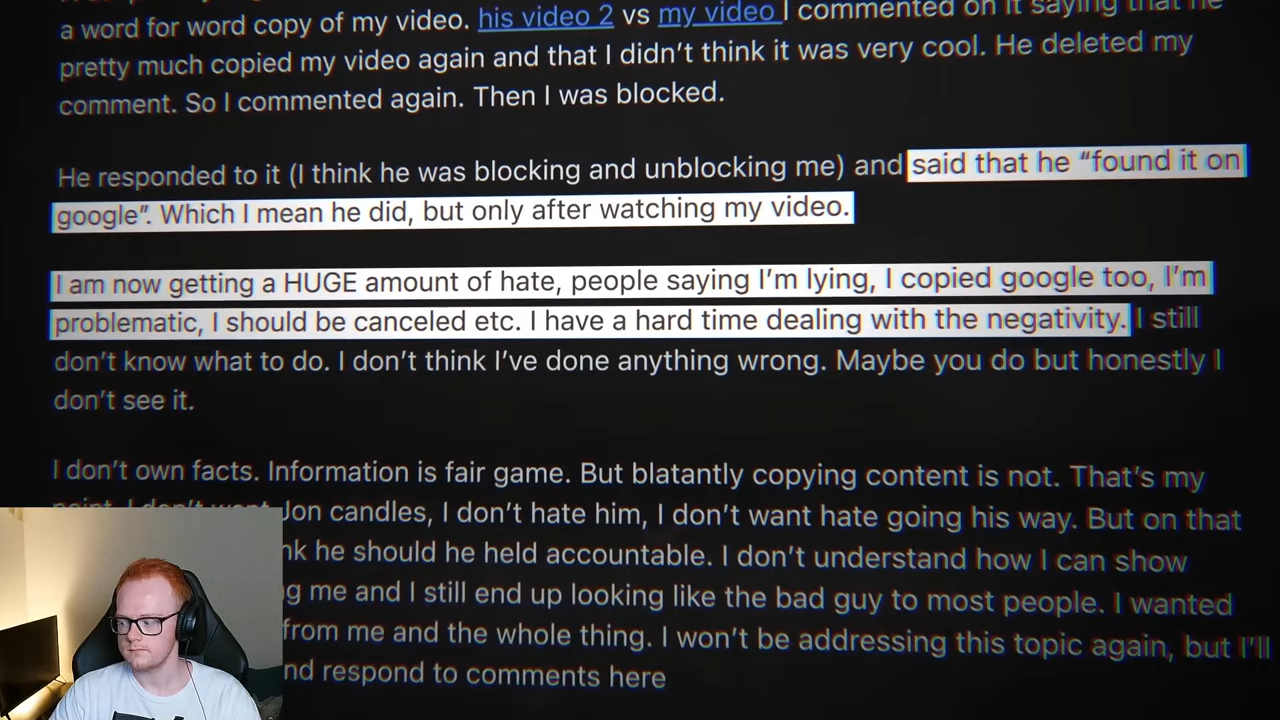 a word for word copy of my video. his video 2 vs my video I commented on it saying that he
pretty much copied my video again and that I didn't think it was very cool. He deleted my
comment. So I commented again. Then I was blocked.
He responded to it (I think he was blocking and unblocking me) and said that he “found it on
google”. Which I mean he did, but only after watching my video.
I am now getting a HUGE amount of hate, people saying I'm lying, I copied google too, I'm
problematic, I should be canceled etc. I have a hard time dealing with the negativity. I still
don't know what to do. I don't think I've done anything wrong. Maybe you do but honestly I
don't see it.
I don't own facts. Information is fair game. But blatantly copying content is not. That's my
Jon candles, I don't hate him, I don't want hate going his way. But on that
he should he held accountable. I don't understand how I can show
me and I still end up looking like the bad guy to most people. I wanted
from me and the whole thing. I won't be addressing this topic again, but I'll
respond to comments here